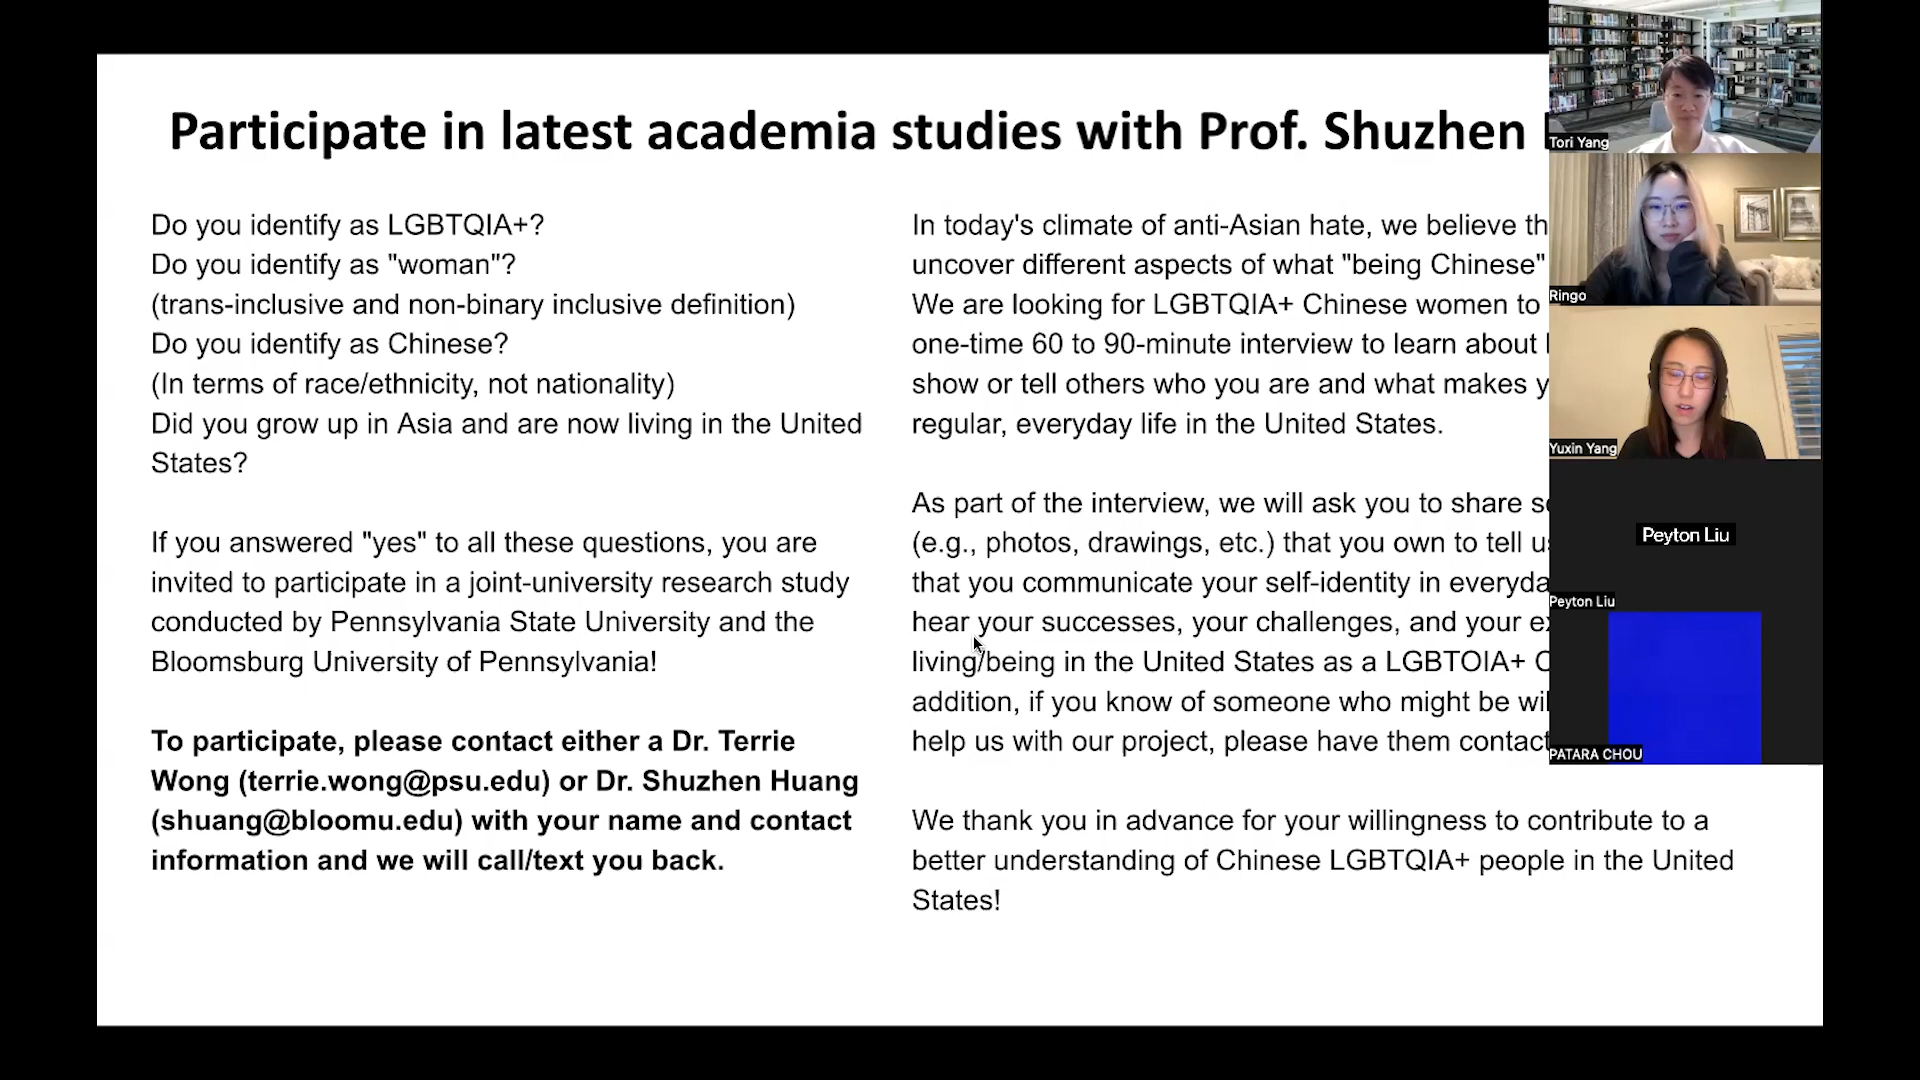 Participate in latest academia studies with Prof. Shuzhen
Do you identify as LGBTQIA+?
Do you identify as "woman"?
(trans-inclusive and non-binary inclusive definition)
Do you identify as Chinese?
(In terms of race/ethnicity, not nationality)
Did you grow up in Asia and are now living in the United
States?
If you answered "yes" to all these questions, you are
invited to participate in a joint-university research study
conducted by Pennsylvania State University and the
Bloomsburg University of Pennsylvania!
To participate, please contact either a Dr. Terrie
Wong (terrie.wong@psu.edu) or Dr. Shuzhen Huang
(shuang@bloomu.edu) with your name and contact
information and we will call/text you back.
In today's climate of anti-Asian hate, we believe
uncover different aspects of what "being Chinese"
We are looking for LGBTQIA+ Chinese women to
one-time 60 to 90-minute interview to learn about
show or tell others who you are and what makes
regular, everyday life in the United States.
As part of the interview, we will ask you to share
(e.g., photos, drawings, etc.) that you own to tell
that you communicate your self-identity in
hear your successes, your challenges, and your
living/being in the United States as a LGBTOIA+
addition, if you know of someone who might be
help us with our project, please have them contact
We thank you in advance for your willingness to contribute to a
better understanding of Chinese LGBTQIA+ people in the United
States!
Tori Yang
Ringo
Yuxin Yang
Peyton Liu
Peyton Liu
PATARA CHOU